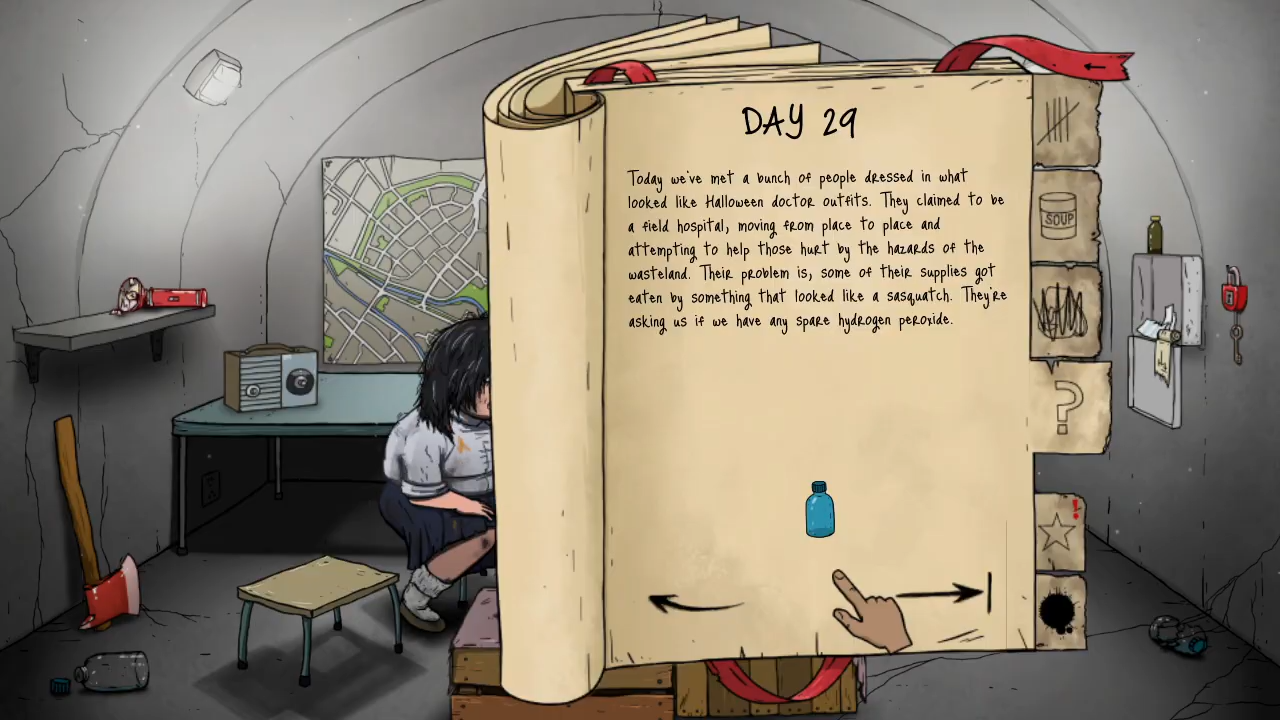 DAY 29
Today we've met a bunch of people dressed in what
looked like Halloween doctor outfits. They claimed to be
a field hospital, moving from place to place and
attempting to help those hurt by the hazards of the
wasteland. Their problem is, some of their supplies got
eaten by something that looked like a sasquatch. They're
asking us if we have any spare hydrogen peroxide.
SOUP
?
!